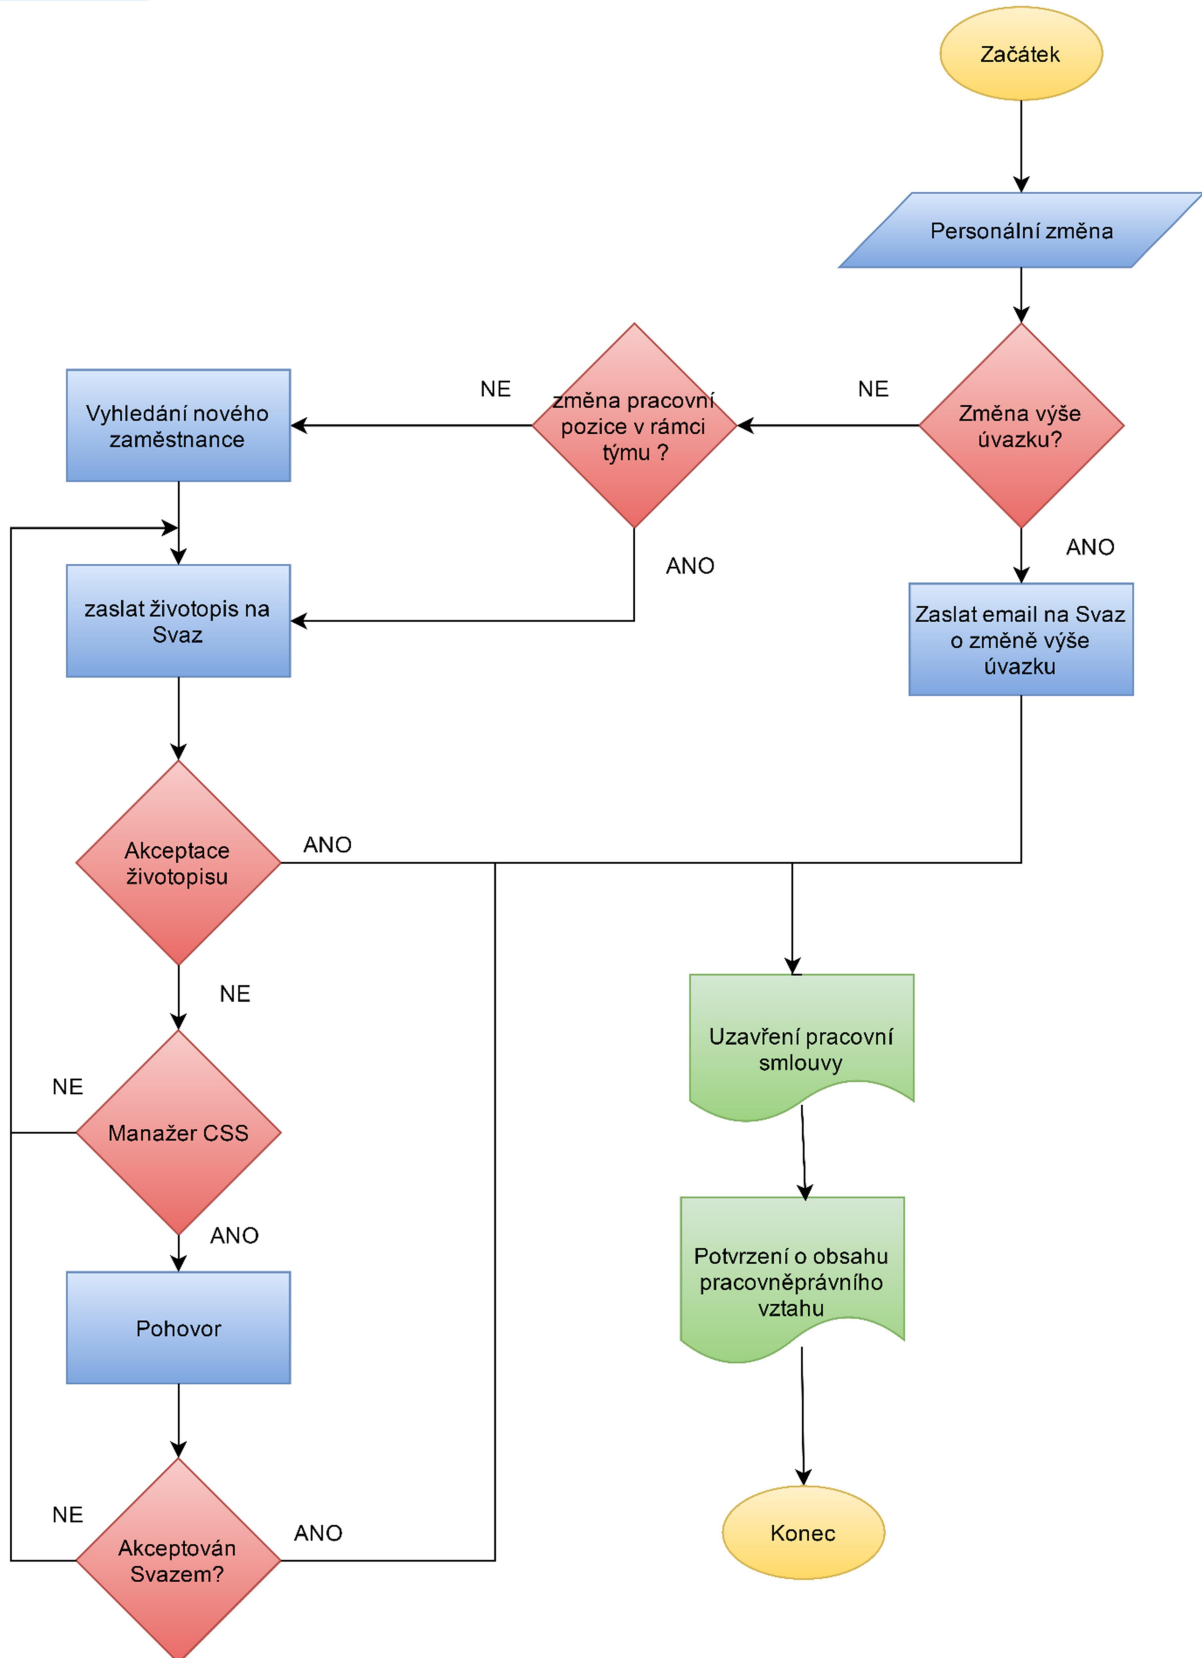 Začátek
Personální změna
Změna výše
úvazku?
NE
ANO
změna pracovní
pozice v rámci
týmu ?
NE
ANO
Vyhledání nového
zaměstnance
zaslat životopis na
Svaz
Zaslat email na Svaz
o změně výše
úvazku
Akceptace
životopisu
ANO
NE
Manažer CSS
NE
ANO
Pohovor
Akceptován
Svazem?
NE
ANO
Uzavření pracovní
smlouvy
Potvrzení o obsahu
pracovněprávního
vztahu
Konec